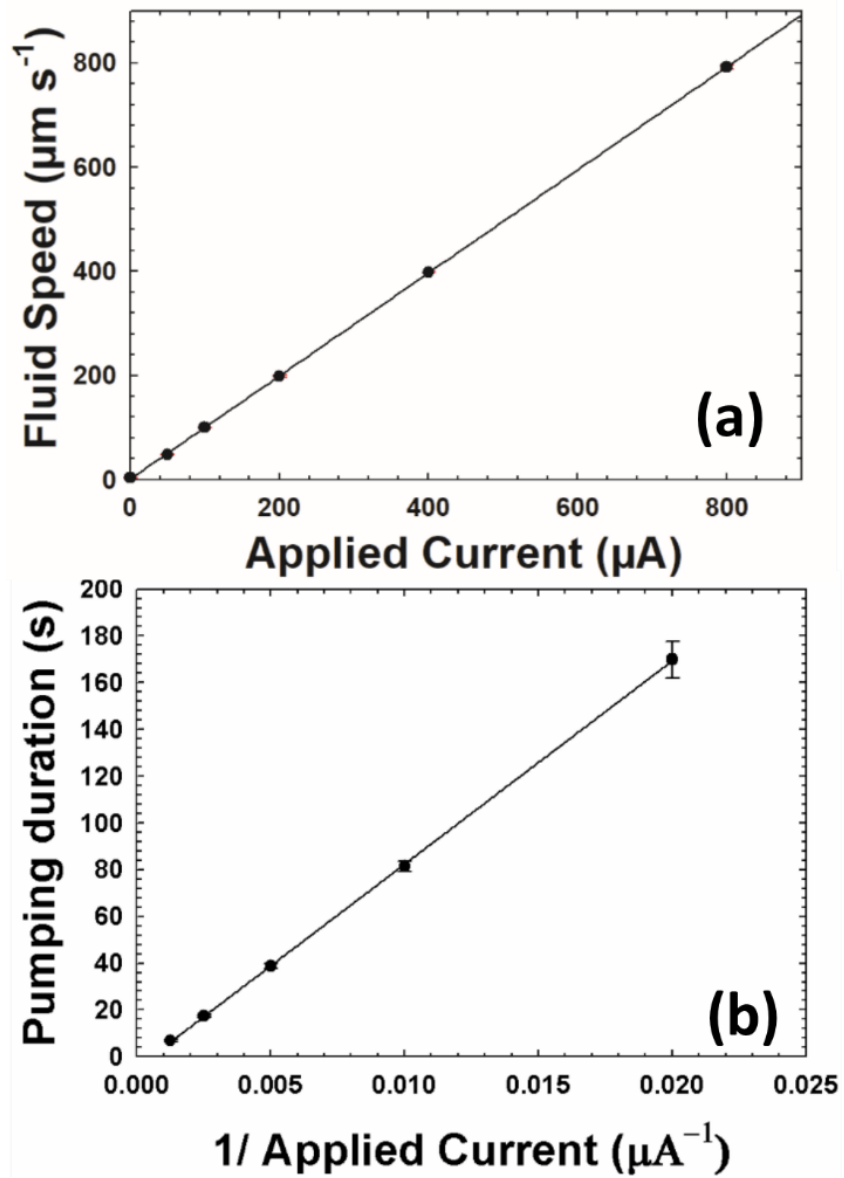 800
600
400
200
0
Fluid Speed (µm s⁻¹)
(a)
0 200 400 600 800
Applied Current (µA)
200
180
160
140
120
100
80
60
40
20
0
Pumping duration (s)
(b)
0.000 0.005 0.010 0.015 0.020 0.025
1/ Applied Current (µA⁻¹)